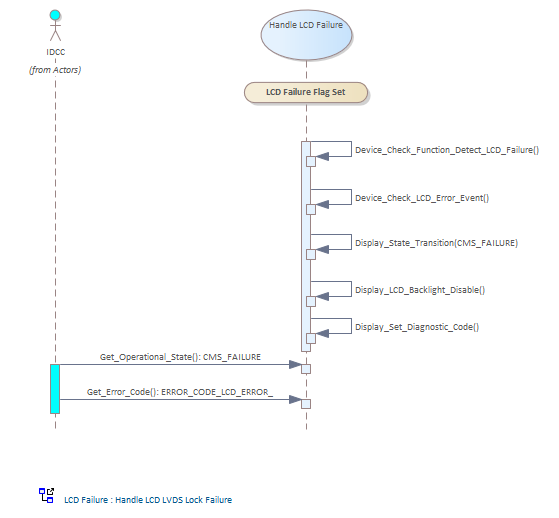 Handle LCD Failure
IDCC
(from Actors)
LCD Failure Flag Set
Device_Check_Function_Detect_LCD_Failure()
Device_Check_LCD_Error_Event()
Display_State_Transition(CMS_FAILURE)
Display_LCD_Backlight_Disable()
Display_Set_Diagnostic_Code()
Get_Operational_State(): CMS_FAILURE
Get_Error_Code(): ERROR_CODE_LCD_ERROR_
LCD Failure : Handle LCD LVDS Lock Failure